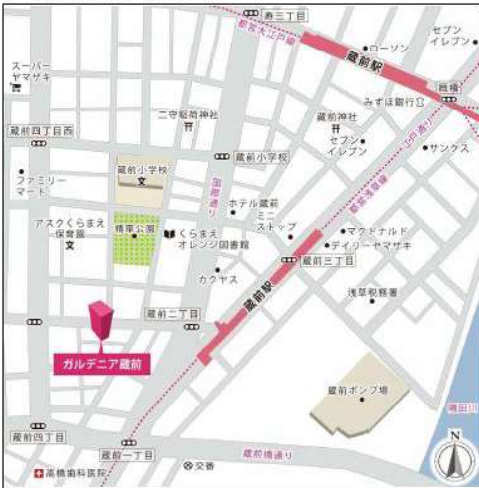 寿三丁目
都営大江戸線
蔵前駅
ローソン
セブン
イレブン
スーパー
ヤマザキ
みずほ銀行
厩橋
二守稲荷神社
蔵前神社
セブン
イレブン
江戸通り
サンクス
蔵前四丁目西
蔵前小学校
蔵前小学校
文
国際通り
都営浅草線
ファミリー
マート
ホテル蔵前
ミニ
ストップ
アスクくらまえ
保育園
文
精華公園
くらまえ
オレンジ図書館
マクドナルド
デイリーヤマザキ
蔵前三丁目
カクヤス
浅草税務署
蔵前駅
蔵前二丁目
ガルデニア蔵前
蔵前ポンプ場
隅田川
蔵前四丁目
蔵前一丁目
蔵前橋通り
高橋歯科医院
交番
N